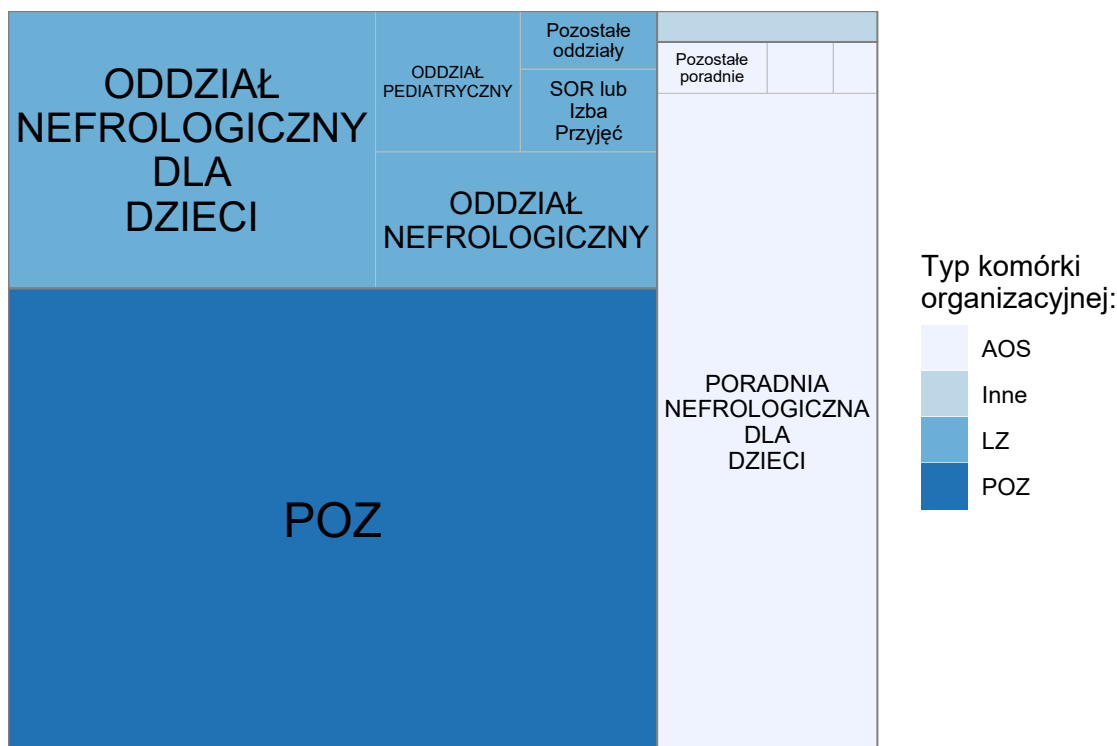 ODDZIAŁ
NEFROLOGICZNY
DLA
DZIECI
ODDZIAŁ
PEDIATRYCZNY
Pozostałe
oddziały
SOR lub
Izba
Przyjęć
ODDZIAŁ
NEFROLOGICZNY
POZ
Pozostałe
poradnie
PORADNIA
NEFROLOGICZNA
DLA
DZIECI
Typ komórki
organizacyjnej:
AOS
Inne
LZ
POZ